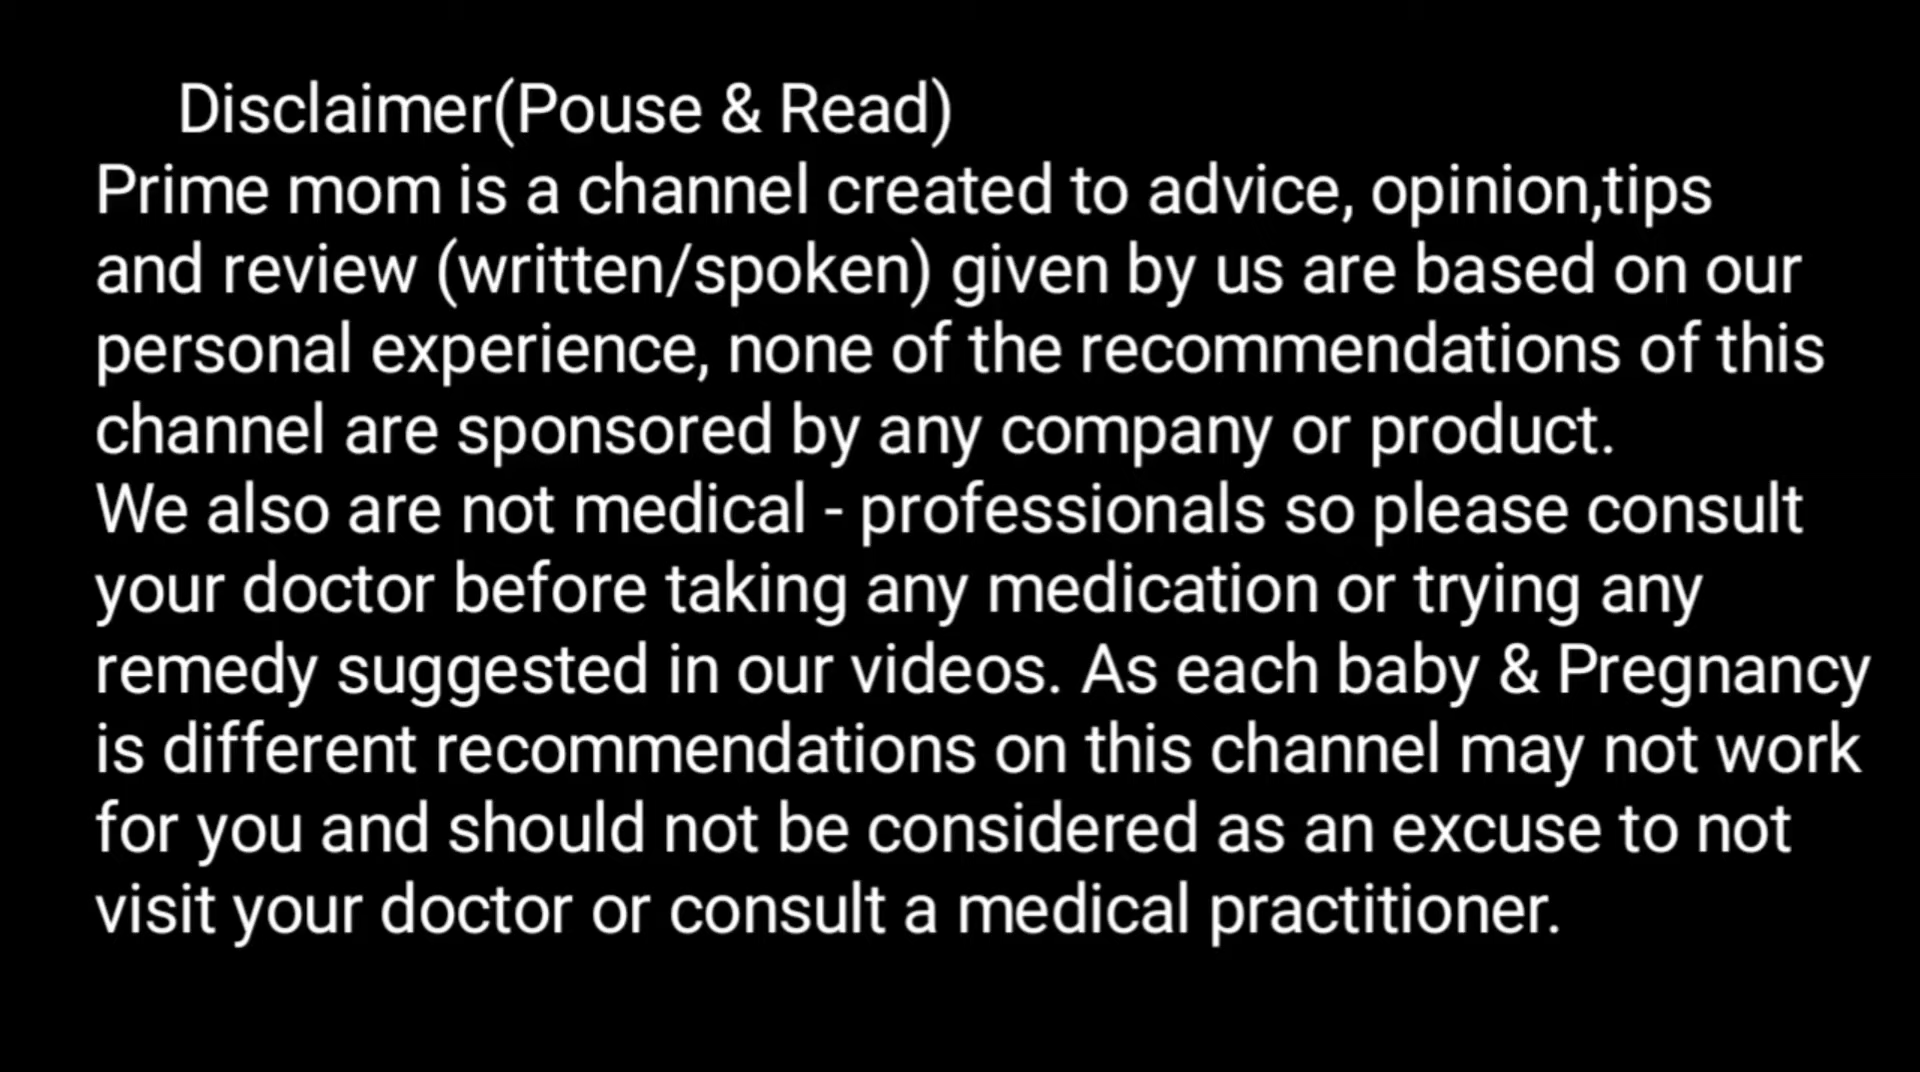 Disclaimer(Pouse & Read)
Prime mom is a channel created to advice, opinion,tips
and review (written/spoken) given by us are based on our
personal experience, none of the recommendations of this
channel are sponsored by any company or product.
We also are not medical - professionals so please consult
your doctor before taking any medication or trying any
remedy suggested in our videos. As each baby & Pregnancy
is different recommendations on this channel may not work
for you and should not be considered as an excuse to not
visit your doctor or consult a medical practitioner.